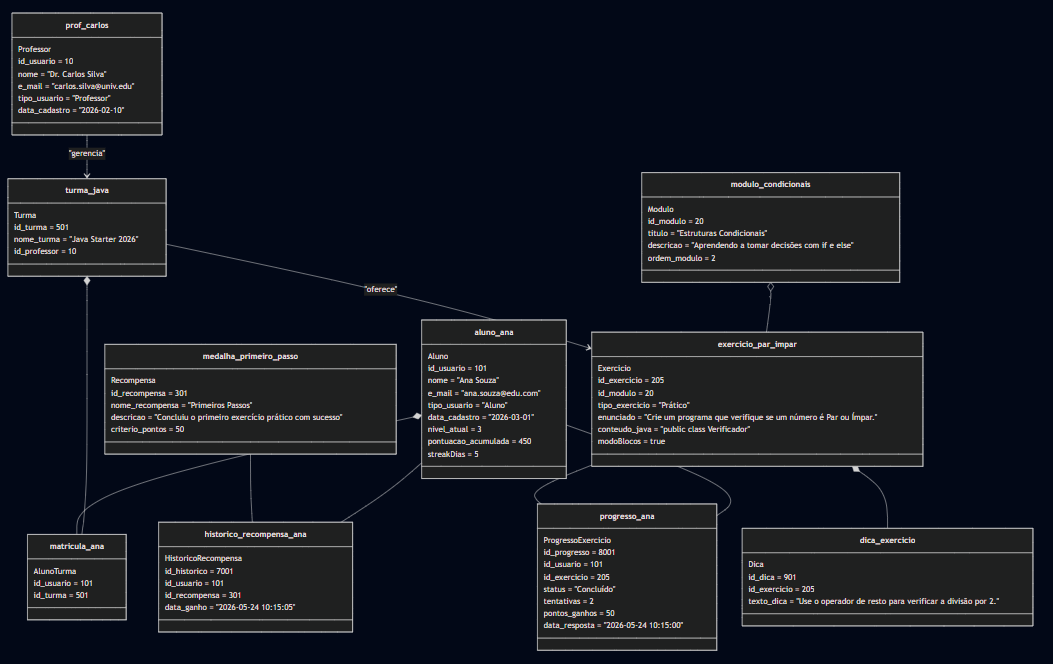 prof_carlos
Professor
id_usuario = 10
nome = "Dr. Carlos Silva"
e_mail = "carlos.silva@univ.edu"
tipo_usuario = "Professor"
data_cadastro = "2026-02-10"
"gerencia"
turma_java
Turma
id_turma = 501
nome_turma = "Java Starter 2026"
id_professor = 10
modulo_condicionais
Modulo
id_modulo = 20
titulo = "Estruturas Condicionais"
descricao = "Aprendendo a tomar decisões com if e else"
ordem_modulo = 2
"oferece"
medalha_primeiro_passo
Recompensa
id_recompensa = 301
nome_recompensa = "Primeiros Passos"
descricao = "Concluiu o primeiro exercício prático com sucesso"
criterio_pontos = 50
aluno_ana
Aluno
id_usuario = 101
nome = "Ana Souza"
e_mail = "ana.souza@edu.com"
tipo_usuario = "Aluno"
data_cadastro = "2026-03-01"
nivel_atual = 3
pontuacao_acumulada = 450
streakDias = 5
exercicio_par_impar
Exercicio
id_exercicio = 205
id_modulo = 20
tipo_exercicio = "Prático"
enunciado = "Crie um programa que verifique se um número é Par ou Ímpar."
conteudo_java = "public class Verificador"
modoBlocos = true
matricula_ana
AlunoTurma
id_usuario = 101
id_turma = 501
historico_recompensa_ana
HistoricoRecompensa
id_historico = 7001
id_usuario = 101
id_recompensa = 301
data_ganho = "2026-05-24 10:15:05"
progresso_ana
ProgressoExercicio
id_progresso = 8001
id_usuario = 101
id_exercicio = 205
status = "Concluído"
tentativas = 2
pontos_ganhos = 50
data_resposta = "2026-05-24 10:15:00"
dica_exercicio
Dica
id_dica = 901
id_exercicio = 205
texto_dica = "Use o operador de resto para verificar a divisão por 2."